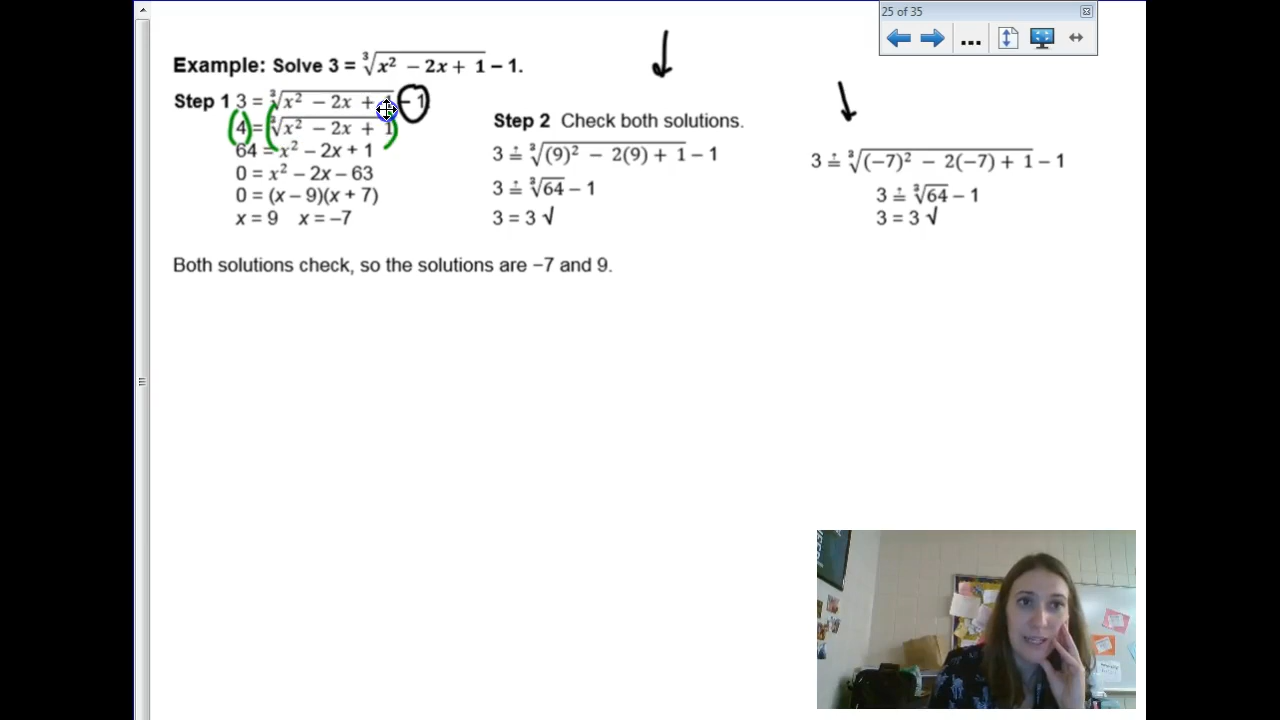 25 of 35
Example: Solve 3 = ∛(x² − 2x + 1) − 1.
Step 1 3 = ∛(x² − 2x + 1) − 1
(4) = (∛(x² − 2x + 1))
64 = x² − 2x + 1
0 = x² − 2x − 63
0 = (x − 9)(x + 7)
x = 9 x = −7
Step 2 Check both solutions.
3 ≟ ∛((9)² − 2(9) + 1) − 1
3 ≟ ∛64 − 1
3 = 3 √
3 ≟ ∛((−7)² − 2(−7) + 1) − 1
3 ≟ ∛64 − 1
3 = 3 √
Both solutions check, so the solutions are −7 and 9.